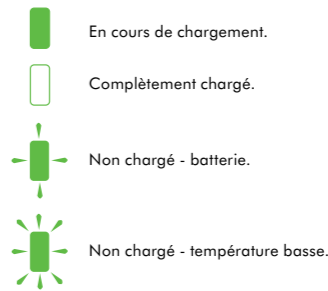 En cours de chargement.
Complètement chargé.
Non chargé - batterie.
Non chargé - température basse.